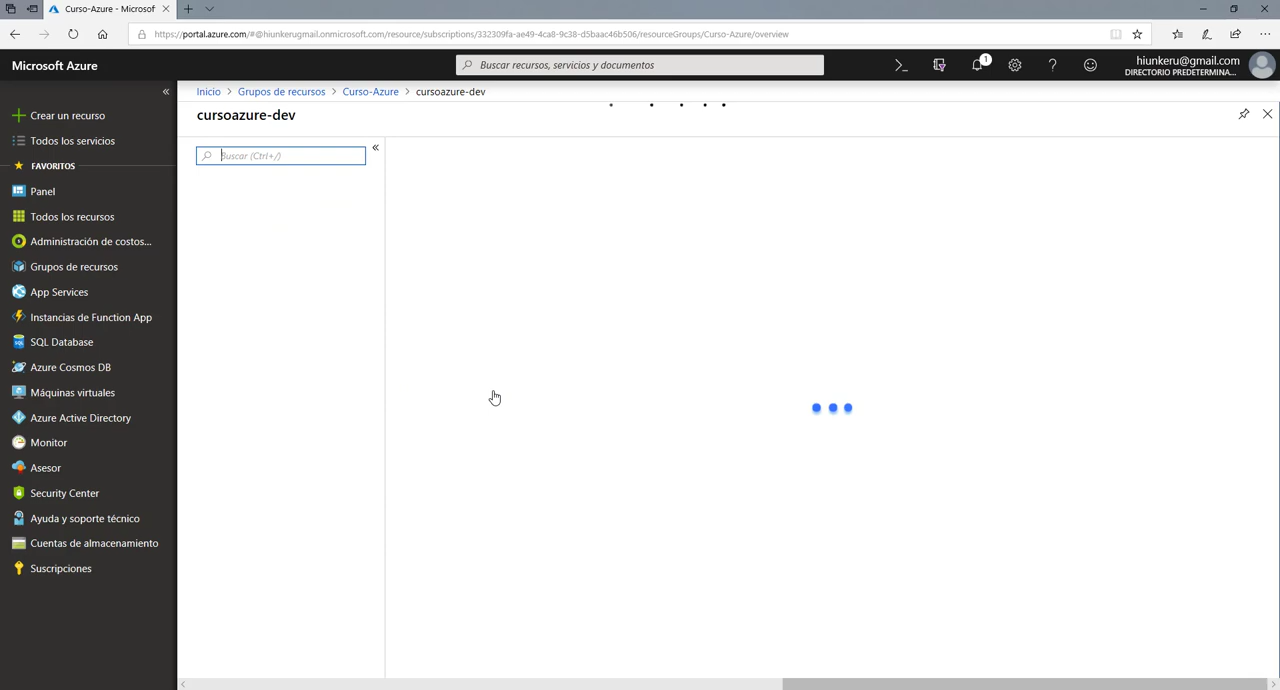 Curso-Azure - Microsof
https://portal.azure.com/#@hiunkerugmail.onmicrosoft.com/resource/subscriptions/332309fa-ae49-4ca8-9c38-d5baac46b506/resourceGroups/Curso-Azure/overview
Microsoft Azure
Buscar recursos, servicios y documentos
1
hiunkeru@gmail.com
DIRECTORIO PREDETERMINA...
Inicio > Grupos de recursos > Curso-Azure > cursoazure-dev
cursoazure-dev
Buscar (Ctrl+/)
Crear un recurso
Todos los servicios
FAVORITOS
Panel
Todos los recursos
Administración de costos...
Grupos de recursos
App Services
Instancias de Function App
SQL Database
Azure Cosmos DB
Máquinas virtuales
Azure Active Directory
Monitor
Asesor
Security Center
Ayuda y soporte técnico
Cuentas de almacenamiento
Suscripciones